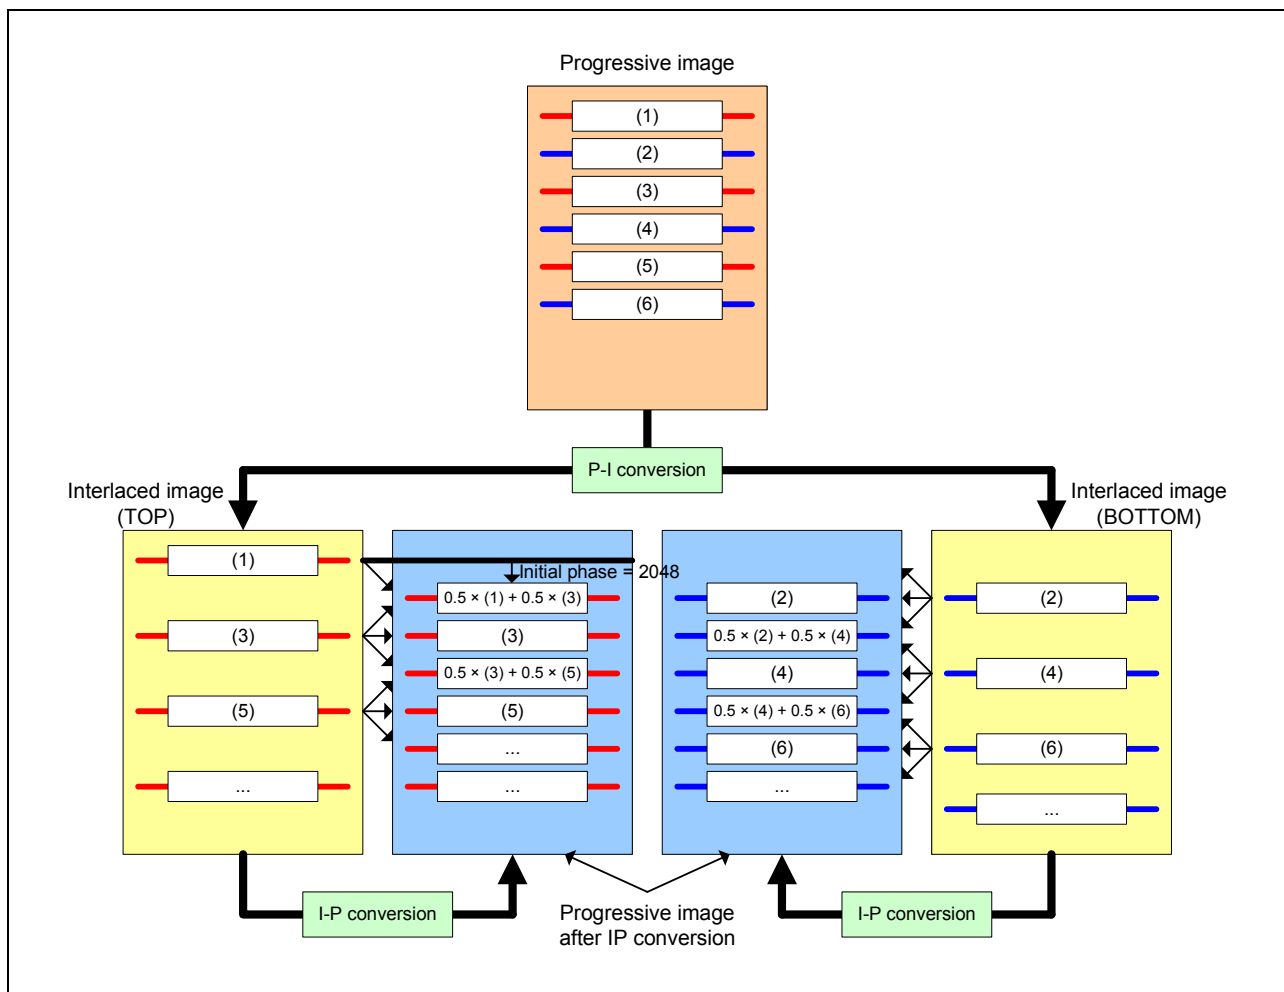 Progressive image
(1)
(2)
(3)
(4)
(5)
(6)
P-I conversion
Interlaced image
(TOP)
Interlaced image
(BOTTOM)
(1)
(3)
(5)
...
Initial phase = 2048
0.5 × (1) + 0.5 × (3)
(3)
0.5 × (3) + 0.5 × (5)
(5)
...
...
(2)
0.5 × (2) + 0.5 × (4)
(4)
0.5 × (4) + 0.5 × (6)
(6)
...
(2)
(4)
(6)
...
I-P conversion
Progressive image
after IP conversion
I-P conversion